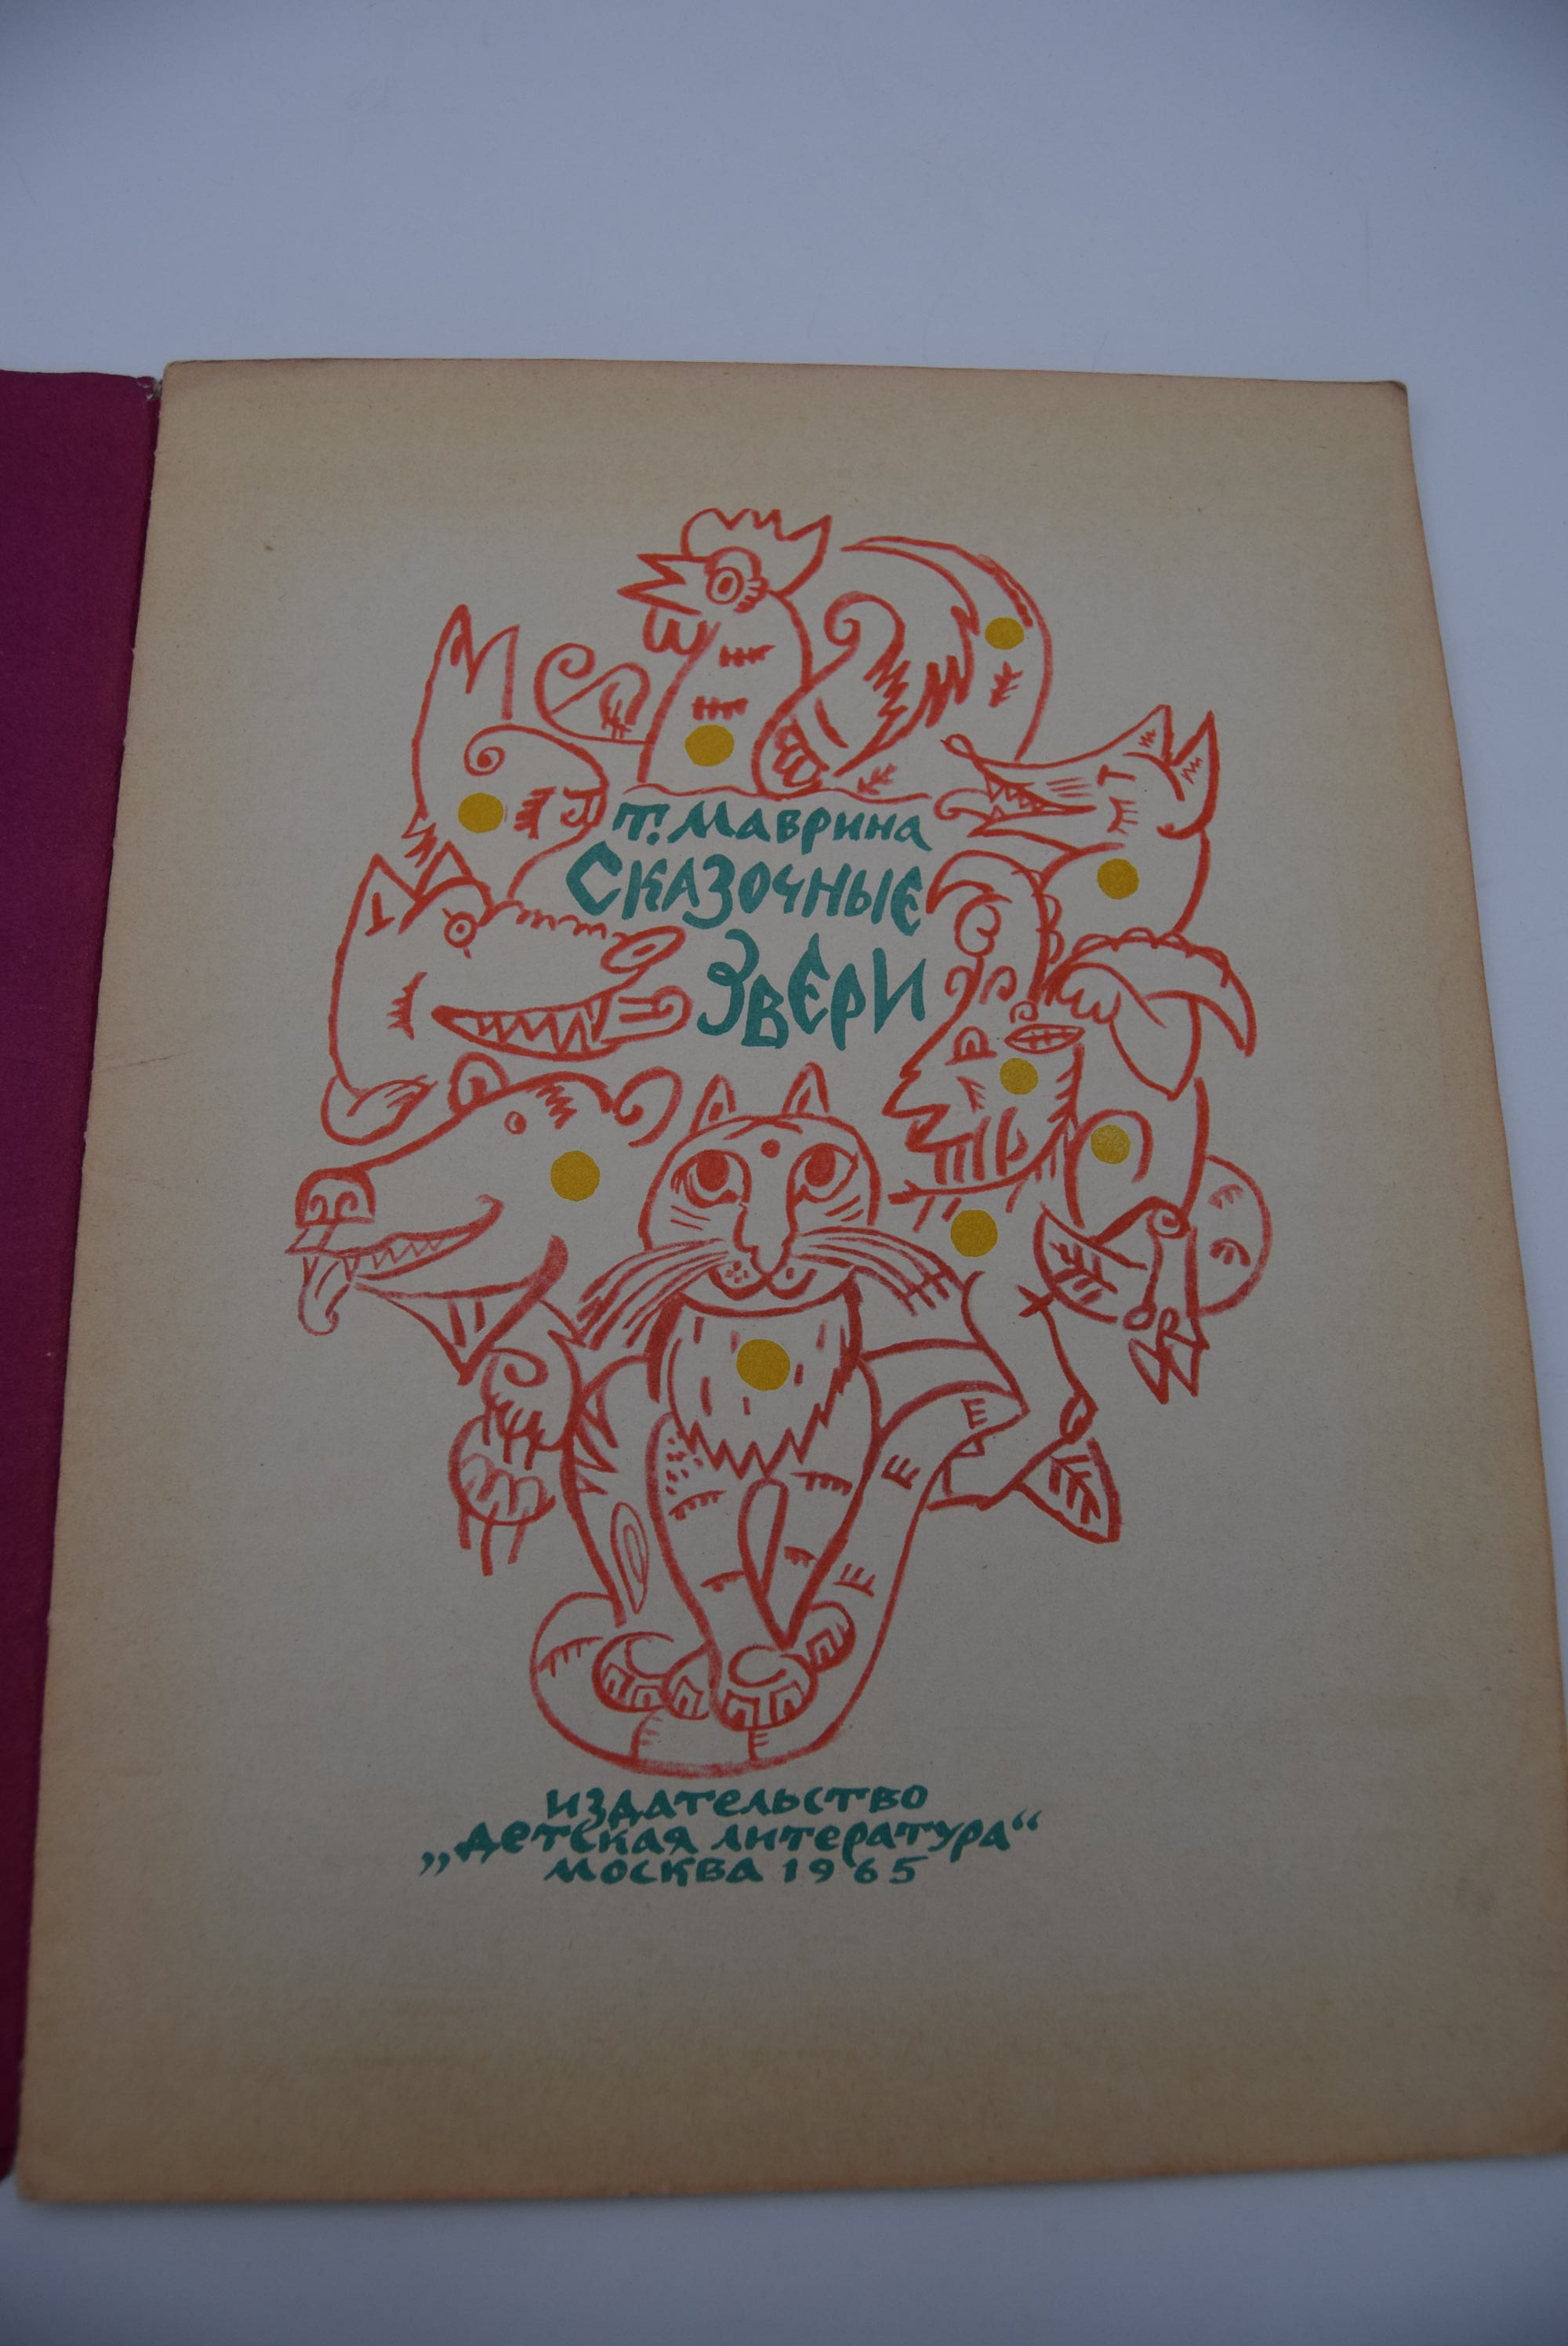 Т. Маврина
Сказочные
звери
издательство
„детская литература“
москва 1965